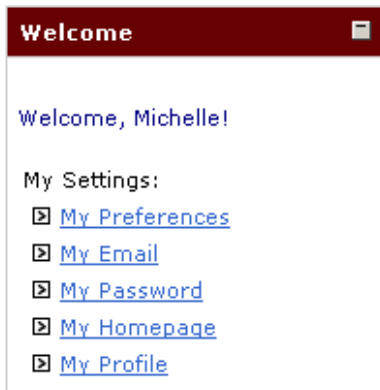 Welcome
Welcome, Michelle!
My Settings:
My Preferences
My Email
My Password
My Homepage
My Profile